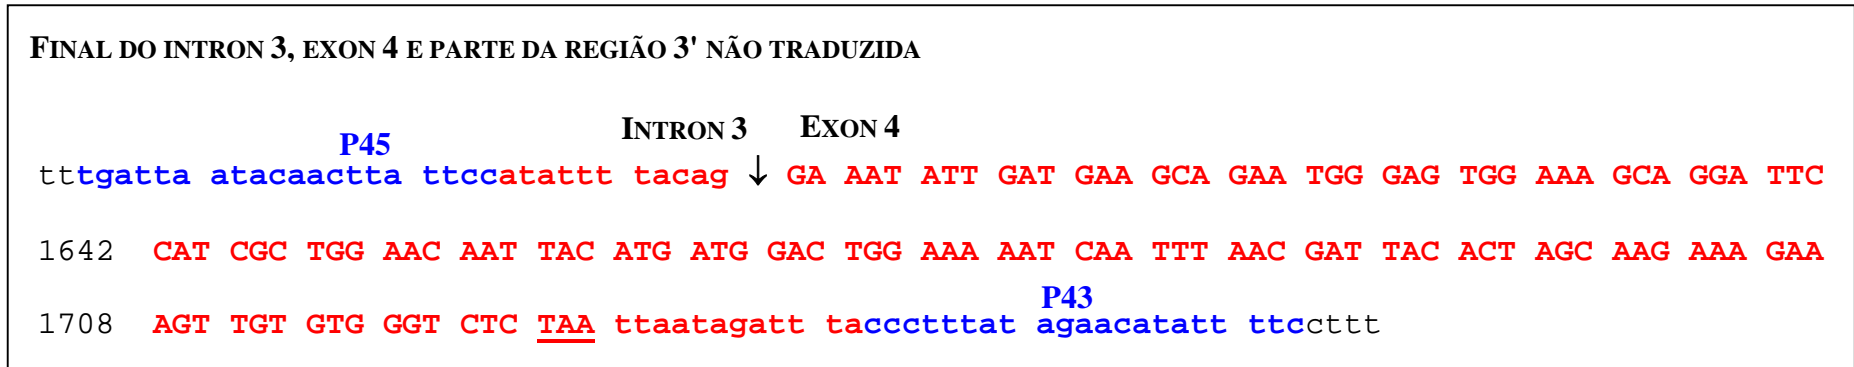 FINAL DO INTRON 3, EXON 4 E PARTE DA REGIÃO 3' NÃO TRADUZIDA
P45 INTRON 3 EXON 4
tttgatta atacaactta ttccatattt tacag ↓ GA AAT ATT GAT GAA GCA GAA TGG GAG TGG AAA GCA GGA TTC
1642 CAT CGC TGG AAC AAT TAC ATG ATG GAC TGG AAA AAT CAA TTT AAC GAT TAC ACT AGC AAG AAA GAA
P43
1708 AGT TGT GTG GGT CTC TAA ttaatagatt taccctttat agaacatatt ttcccttt